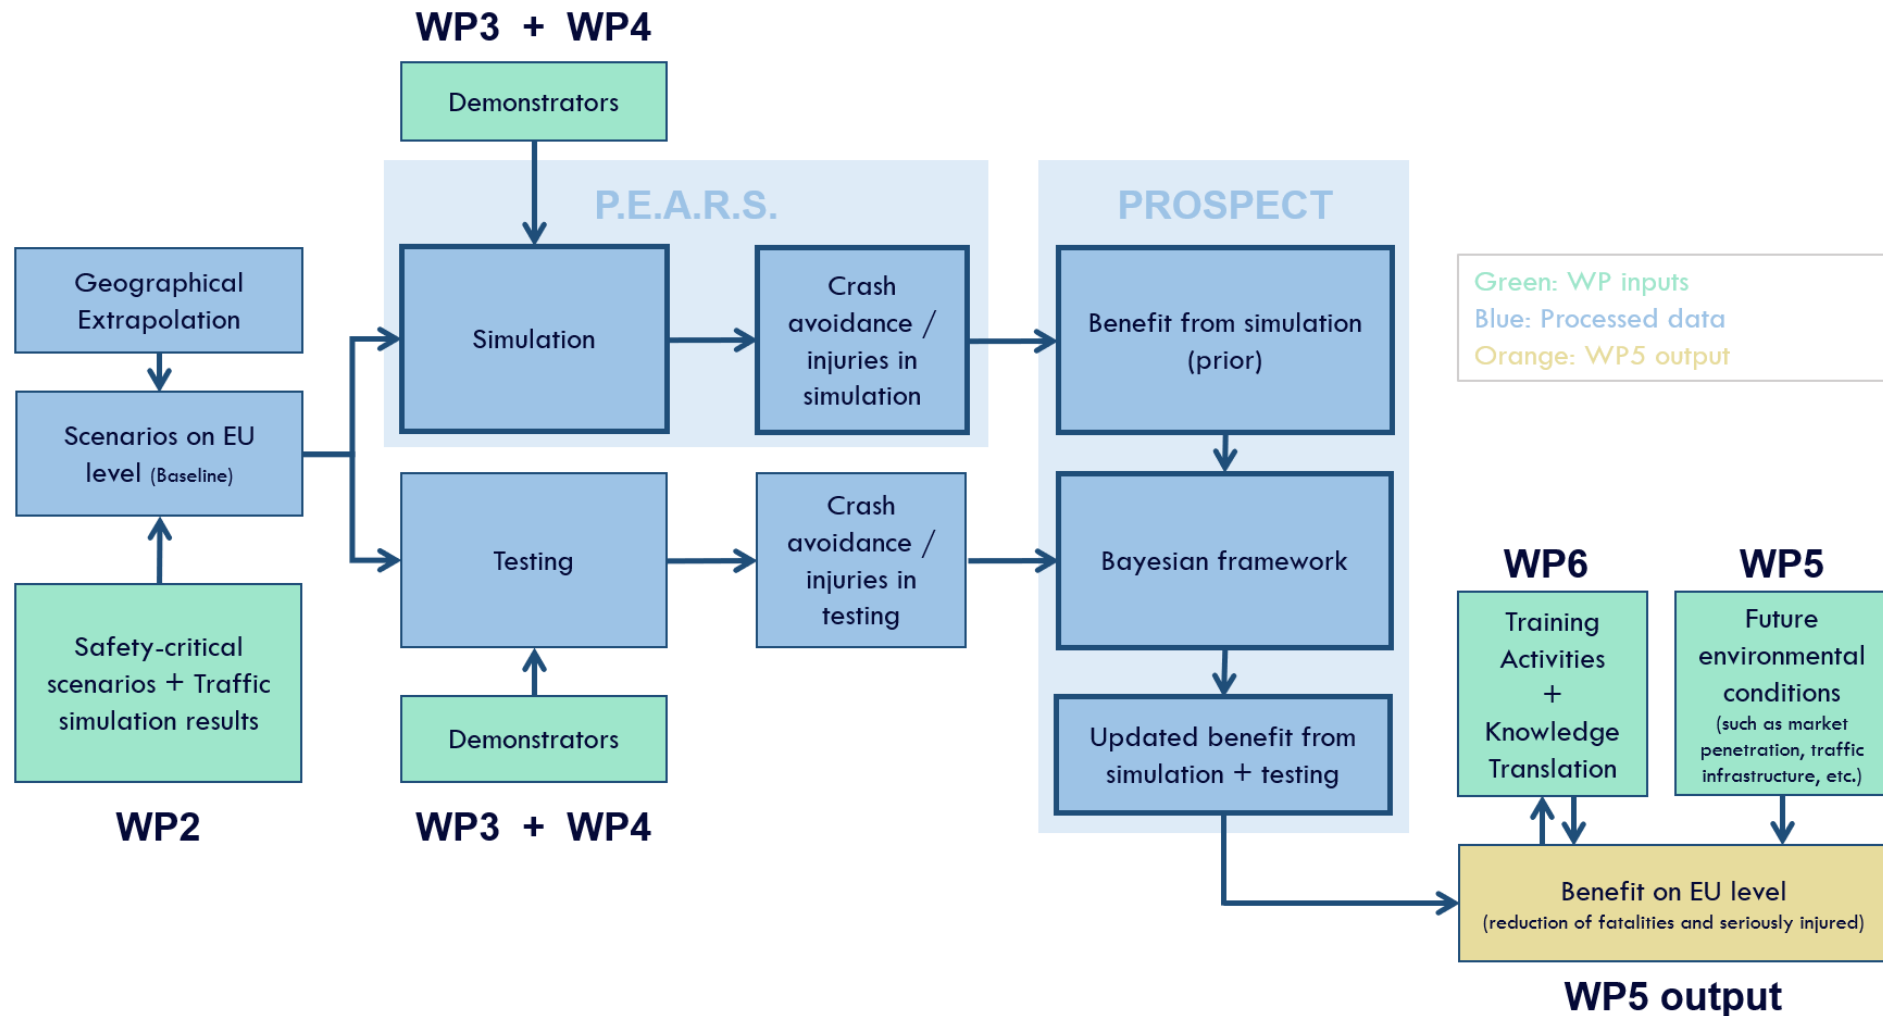 WP3 + WP4
Demonstrators
P.E.A.R.S.
PROSPECT
Geographical
Extrapolation
Simulation
Crash
avoidance /
injuries in
simulation
Benefit from simulation
(prior)
Green: WP inputs
Blue: Processed data
Orange: WP5 output
Scenarios on EU
level (Baseline)
Testing
Crash
avoidance /
injuries in
testing
Bayesian framework
Safety-critical
scenarios + Traffic
simulation results
WP2
Demonstrators
WP3 + WP4
Updated benefit from
simulation + testing
WP6
Training
Activities
+
Knowledge
Translation
WP5
Future
environmental
conditions
(such as market
penetration, traffic
infrastructure, etc.)
Benefit on EU level
(reduction of fatalities and seriously injured)
WP5 output